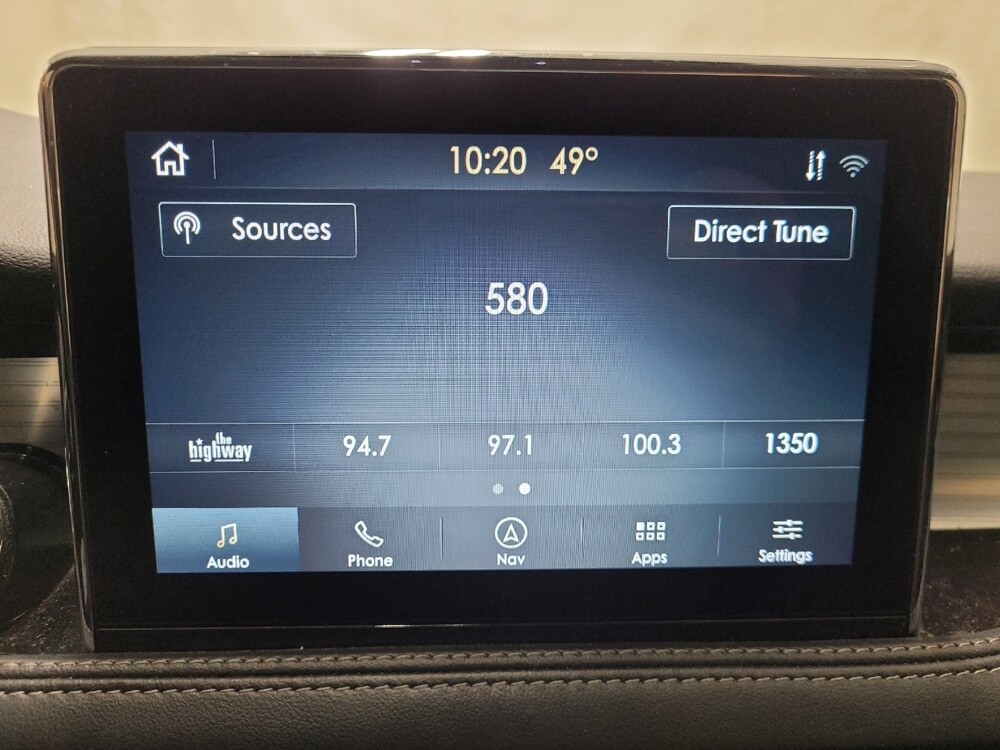 10:20 49°
Sources
Direct Tune
580
the highway 94.7 97.1 100.3 1350
Audio Phone Nav Apps Settings